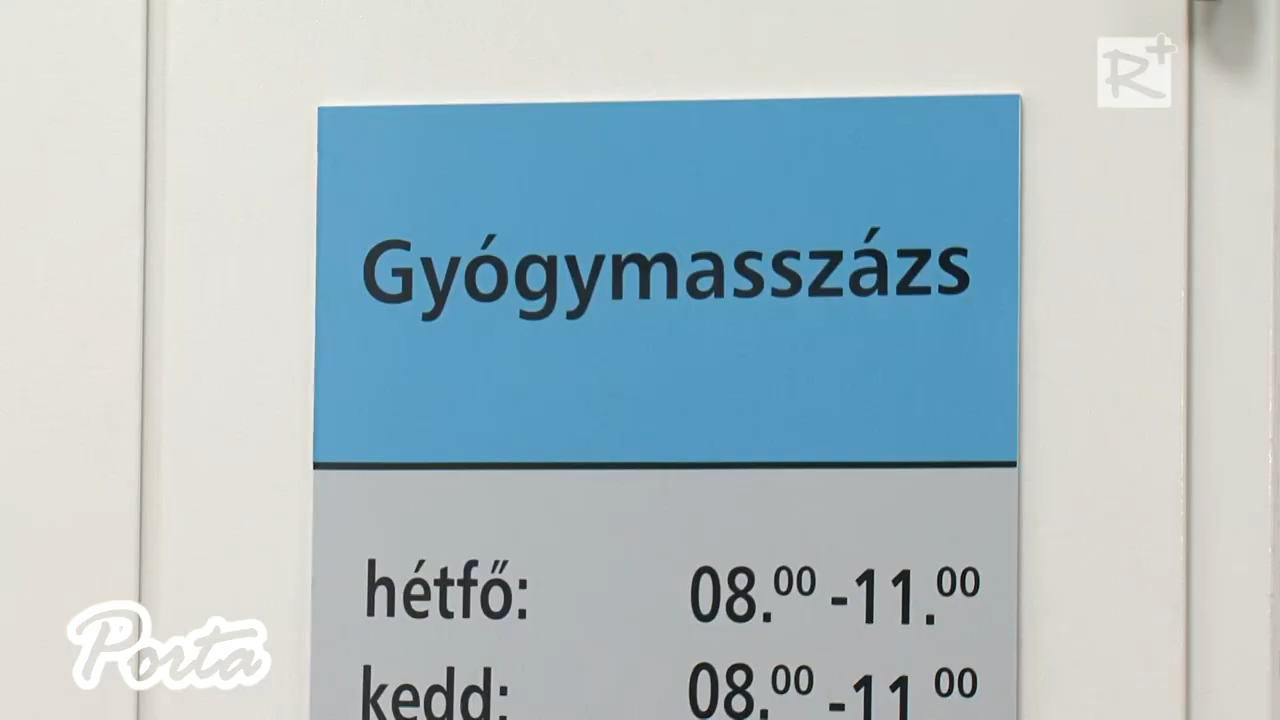 R+
Gyógymasszázs
hétfő: 08.00 -11.00
kedd: 08.00 -11 00
Porta